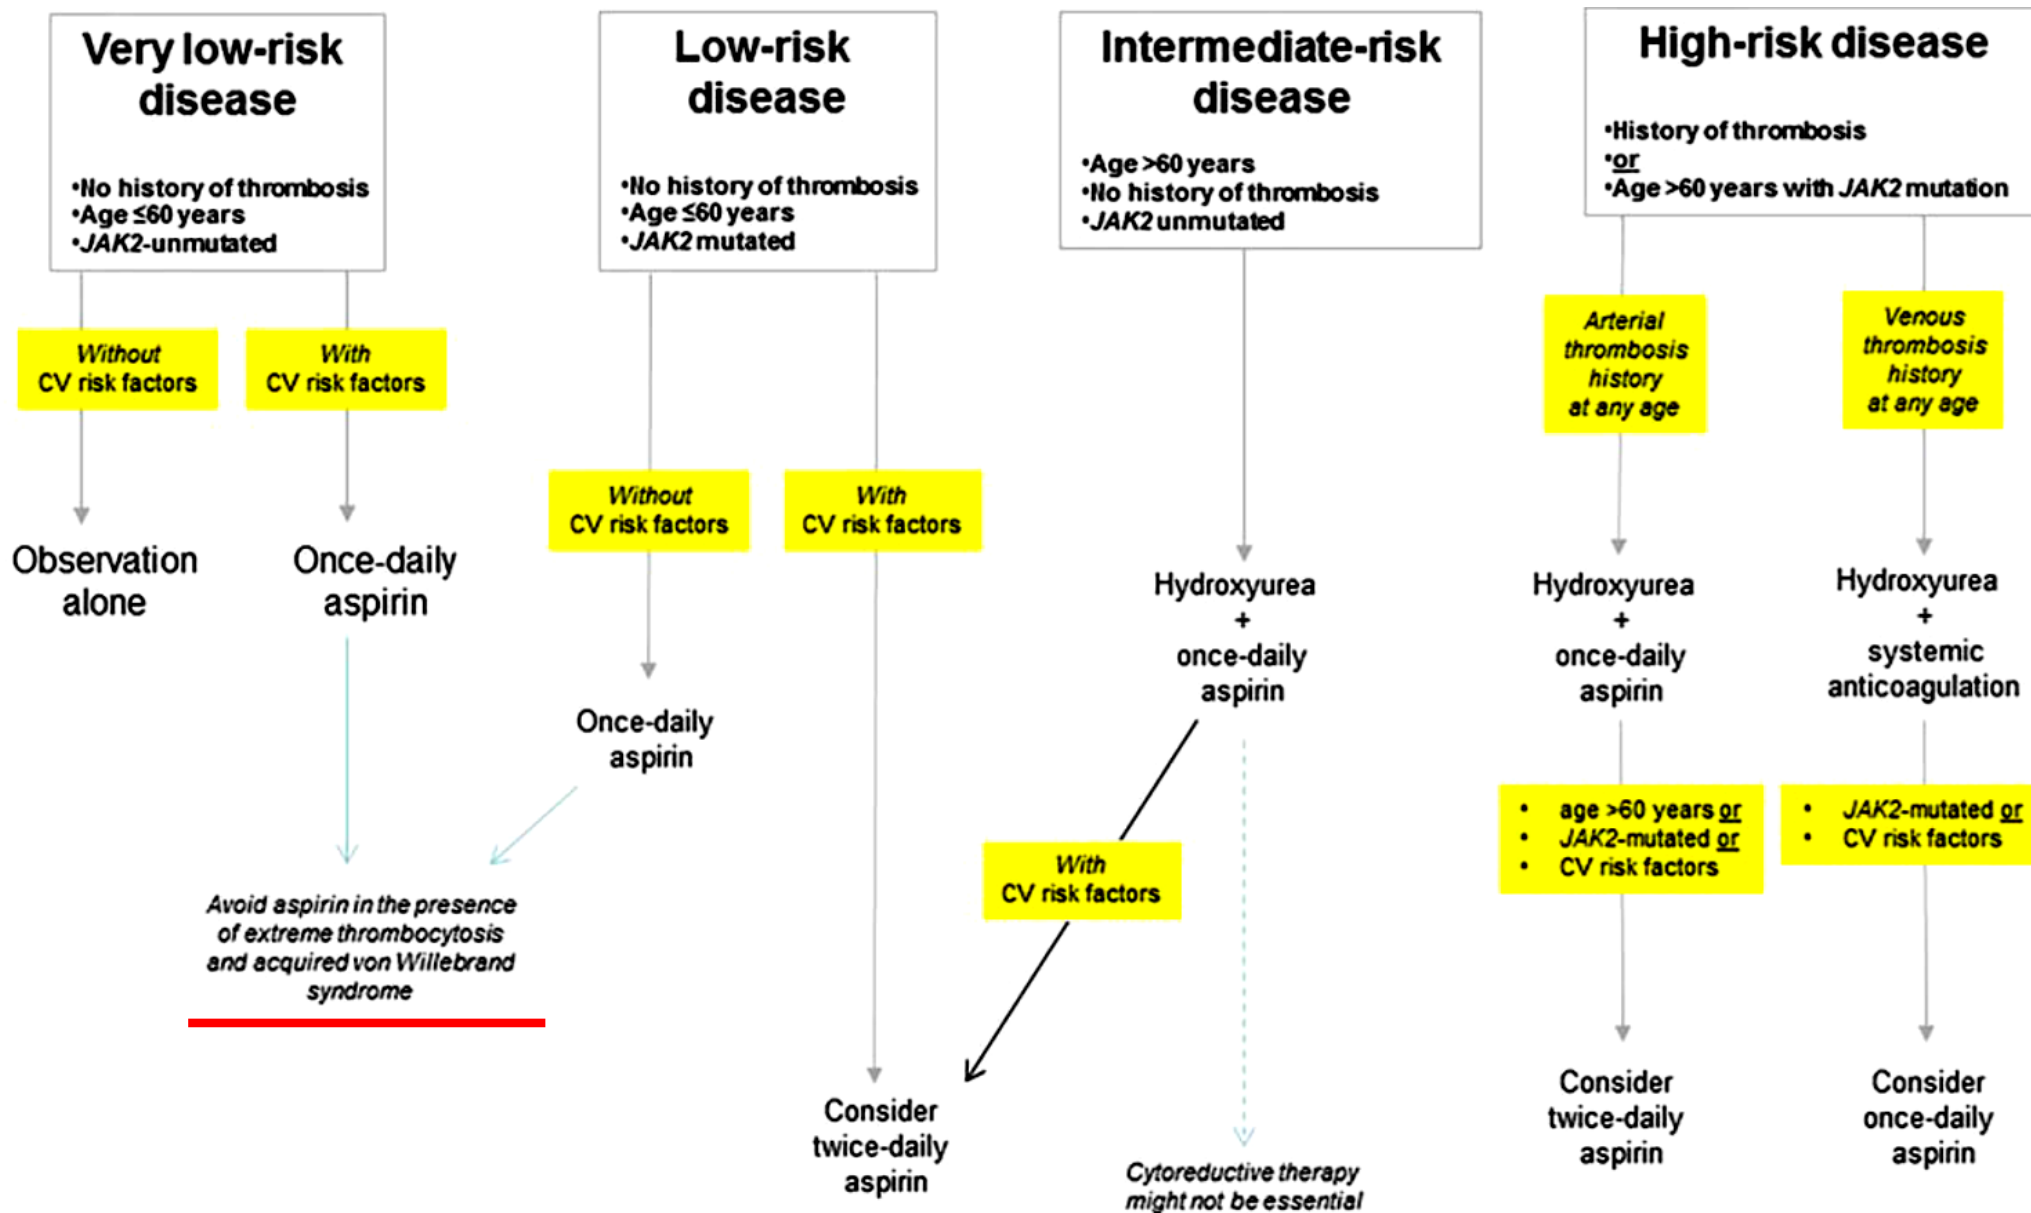 Very low-risk
disease
•No history of thrombosis
•Age ≤60 years
•JAK2-unmutated
Without
CV risk factors
With
CV risk factors
Observation
alone
Once-daily
aspirin
Low-risk
disease
•No history of thrombosis
•Age ≤60 years
•JAK2 mutated
Without
CV risk factors
With
CV risk factors
Once-daily
aspirin
Avoid aspirin in the presence
of extreme thrombocytosis
and acquired von Willebrand
syndrome
Consider
twice-daily
aspirin
Intermediate-risk
disease
•Age >60 years
•No history of thrombosis
•JAK2 unmutated
Hydroxyurea
+
once-daily
aspirin
With
CV risk factors
Cytoreductive therapy
might not be essential
High-risk disease
•History of thrombosis
•or
•Age >60 years with JAK2 mutation
Arterial
thrombosis
history
at any age
Hydroxyurea
+
once-daily
aspirin
• age >60 years or
• JAK2-mutated or
• CV risk factors
Consider
twice-daily
aspirin
Venous
thrombosis
history
at any age
Hydroxyurea
+
systemic
anticoagulation
• JAK2-mutated or
• CV risk factors
Consider
once-daily
aspirin